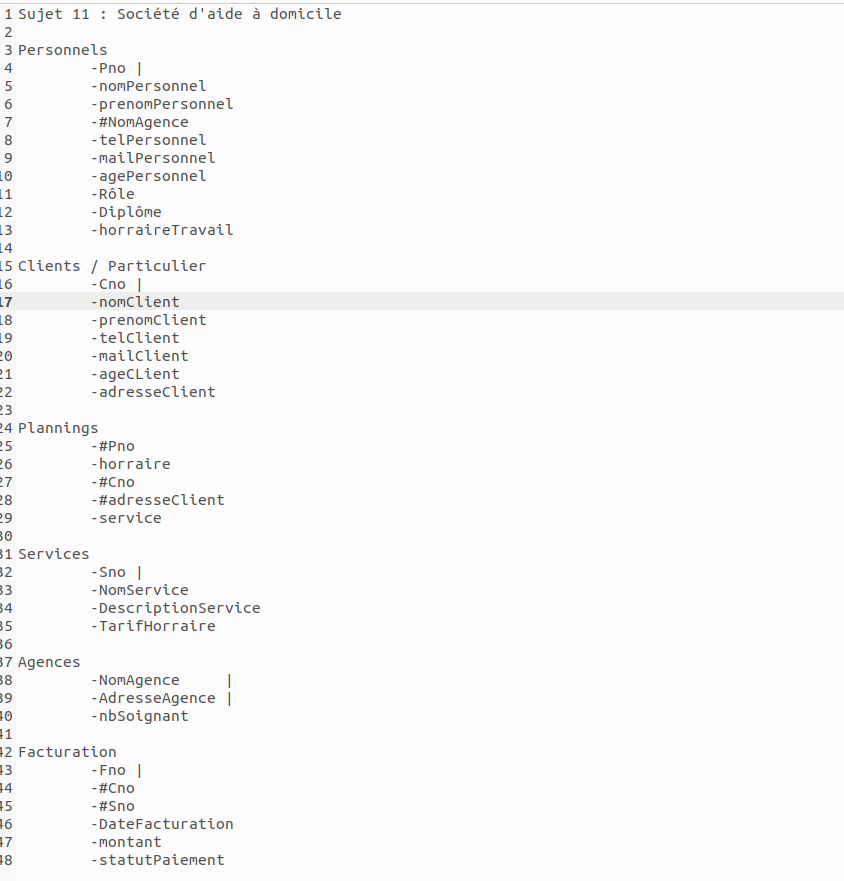 1 Sujet 11 : Société d'aide à domicile
2
3 Personnels
4 -Pno |
5 -nomPersonnel
6 -prenomPersonnel
7 -#NomAgence
8 -telPersonnel
9 -mailPersonnel
10 -agePersonnel
11 -Rôle
12 -Diplôme
13 -horraireTravail
14
15 Clients / Particulier
16 -Cno |
17 -nomClient
18 -prenomClient
19 -telClient
20 -mailClient
21 -ageCLient
22 -adresseClient
23
24 Plannings
25 -#Pno
26 -horraire
27 -#Cno
28 -#adresseClient
29 -service
30
31 Services
32 -Sno |
33 -NomService
34 -DescriptionService
35 -TarifHorraire
36
37 Agences
38 -NomAgence |
39 -AdresseAgence |
40 -nbSoignant
41
42 Facturation
43 -Fno |
44 -#Cno
45 -#Sno
46 -DateFacturation
47 -montant
48 -statutPaiement